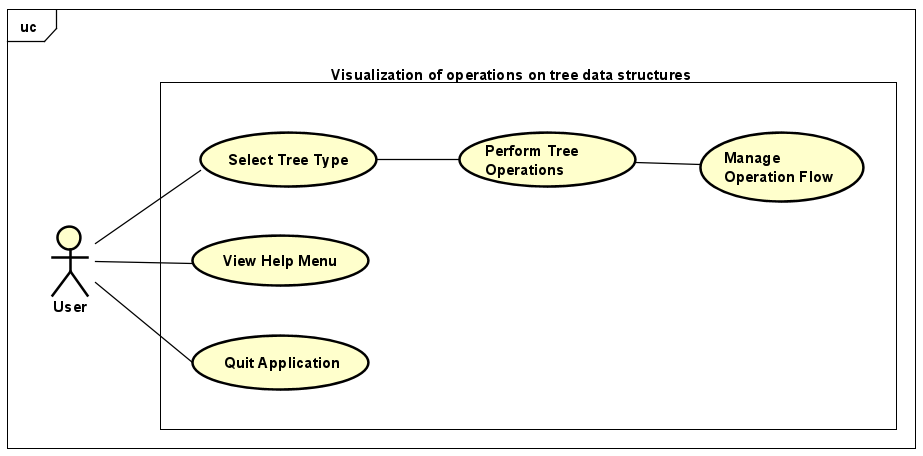 uc
Visualization of operations on tree data structures
Select Tree Type
Perform Tree
Operations
Manage
Operation Flow
View Help Menu
User
Quit Application